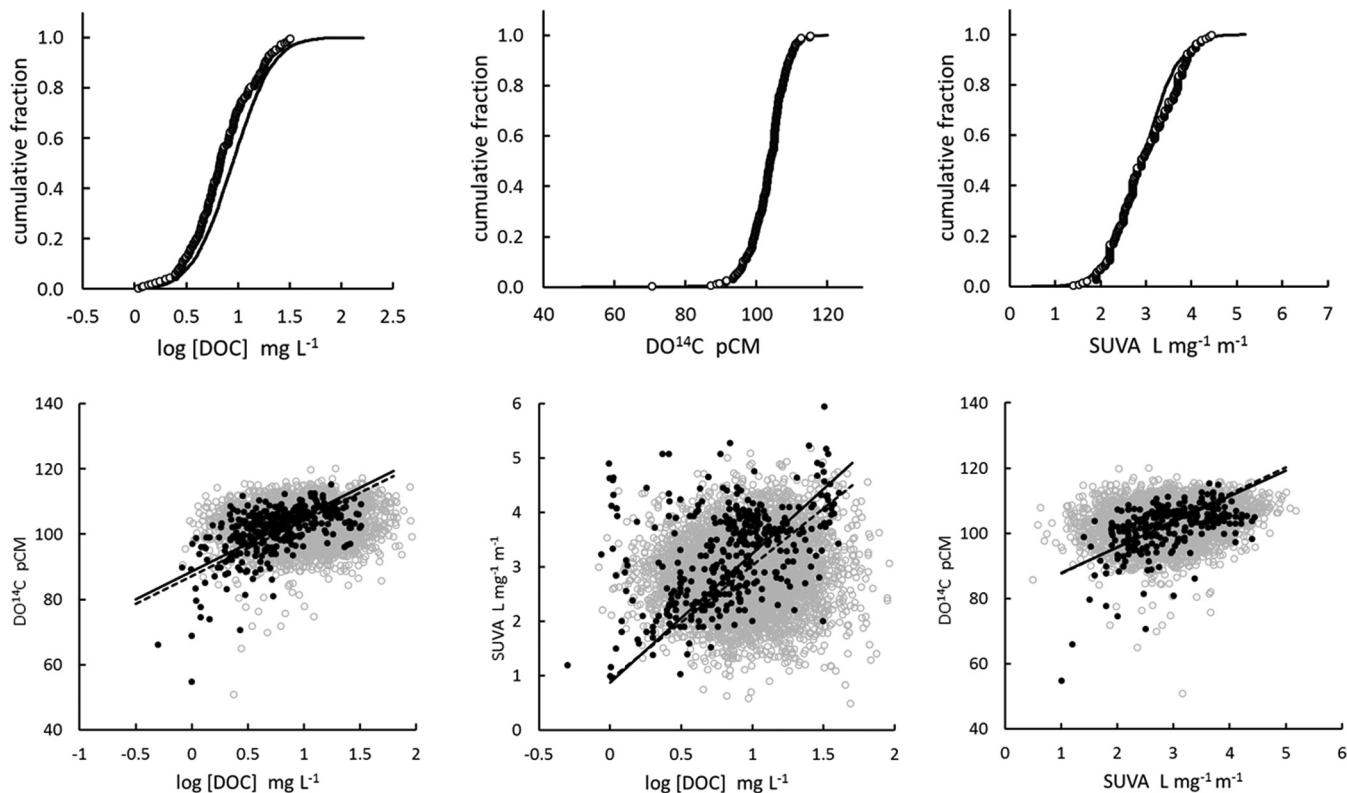 cumulative fraction
1.0
0.8
0.6
0.4
0.2
0.0
-0.5 0 0.5 1 1.5 2 2.5
log [DOC] mg L⁻¹
cumulative fraction
1.0
0.8
0.6
0.4
0.2
0.0
40 60 80 100 120
DO¹⁴C pCM
cumulative fraction
1.0
0.8
0.6
0.4
0.2
0.0
0 1 2 3 4 5 6 7
SUVA L mg⁻¹ m⁻¹
DO¹⁴C pCM
140
120
100
80
60
40
-0.5 0 0.5 1 1.5 2
log [DOC] mg L⁻¹
SUVA L mg⁻¹ m⁻¹
6
5
4
3
2
1
0
-0.5 0 0.5 1 1.5 2
log [DOC] mg L⁻¹
DO¹⁴C pCM
140
120
100
80
60
40
0 1 2 3 4 5 6
SUVA L mg⁻¹ m⁻¹